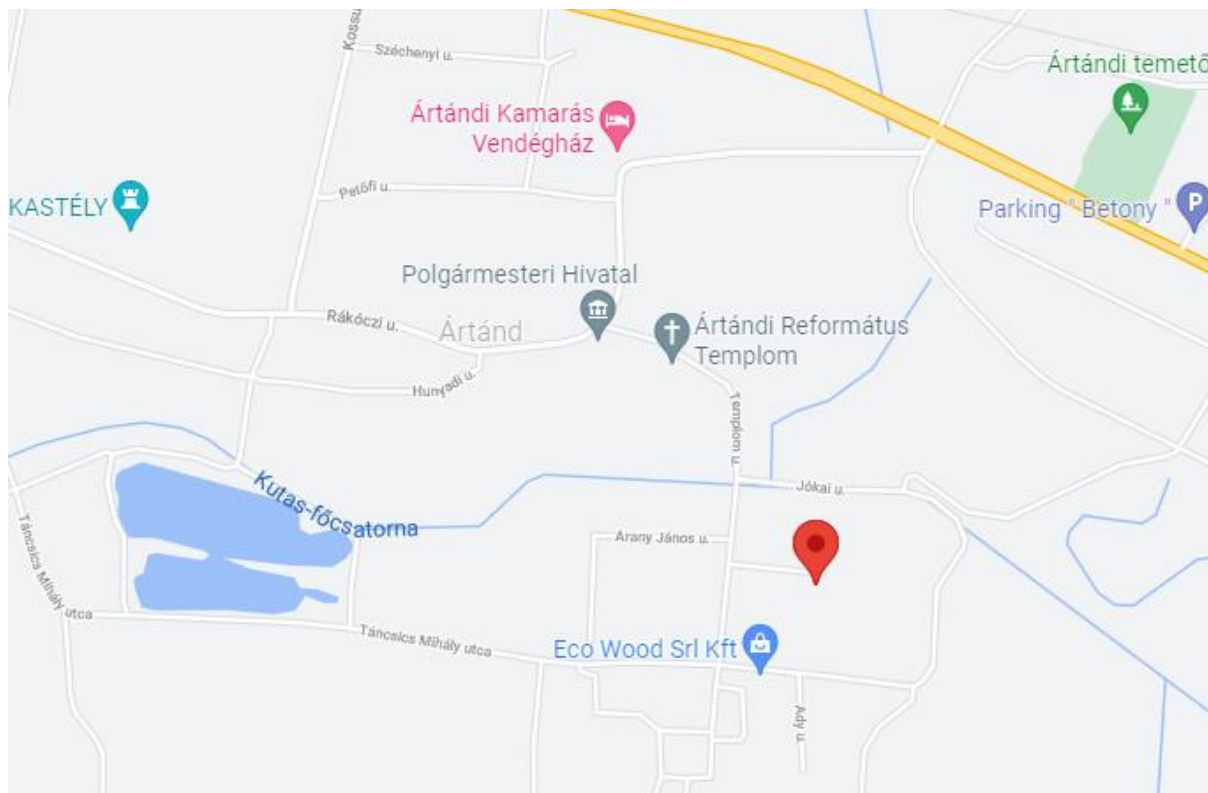 Kossu
Széchenyi u.
Ártándi temető
Ártándi Kamarás
Vendégház
Petőfi u.
KASTÉLY
Parking " Betony "
P
Polgármesteri Hivatal
Rákóczi u.
Ártánd
Ártándi Református
Templom
Hunyadi u.
Templom u.
Kutas-főcsatorna
Jókai u.
Táncsics Mihály utca
Arany János u.
Táncsics Mihály utca
Eco Wood Srl Kft
Ady u.